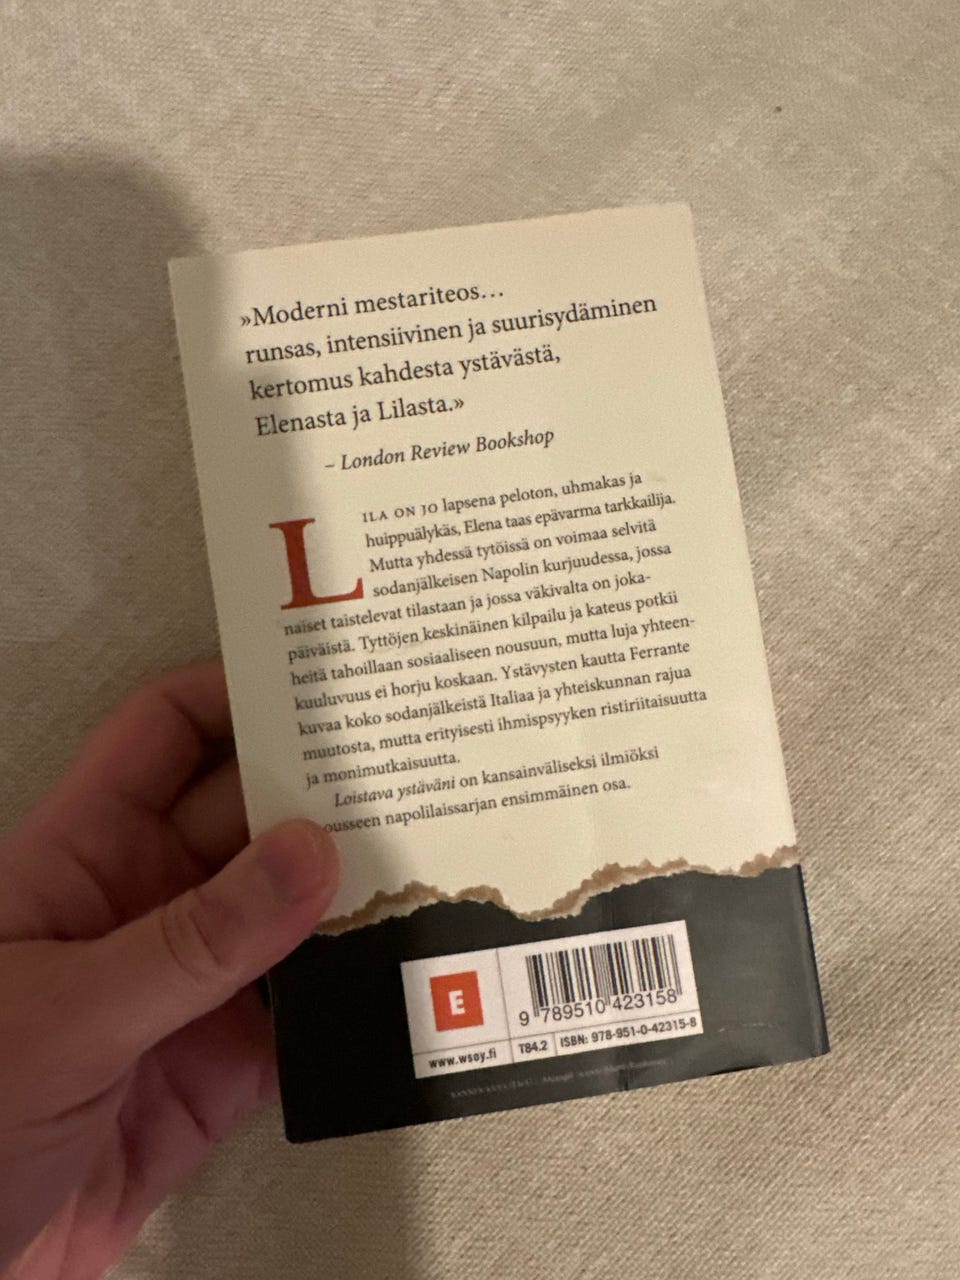 »Moderni mestariteos…
runsas, intensiivinen ja suurisydäminen
kertomus kahdesta ystävästä,
Elenasta ja Lilasta.»
– London Review Bookshop
LILA ON JO lapsena peloton, uhmakas ja
huippuälykäs, Elena taas epävarma tarkkailija.
Mutta yhdessä tytöissä on voimaa selvitä
sodanjälkeisen Napolin kurjuudessa, jossa
naiset taistelevat tilastaan ja jossa väkivalta on joka-
päiväistä. Tyttöjen keskinäinen kilpailu ja kateus potkii
heitä tahoillaan sosiaaliseen nousuun, mutta luja yhteen-
kuuluvuus ei horju koskaan. Ystävysten kautta Ferrante
kuvaa koko sodanjälkeistä Italiaa ja yhteiskunnan rajua
muutosta, mutta erityisesti ihmispsyyken ristiriitaisuutta
ja monimutkaisuutta.
Loistava ystäväni on kansainväliseksi ilmiöksi
ousseen napolilaissarjan ensimmäinen osa.
E
9 789510 423158
www.wsoy.fi
T84.2
ISBN: 978-951-0-42315-8